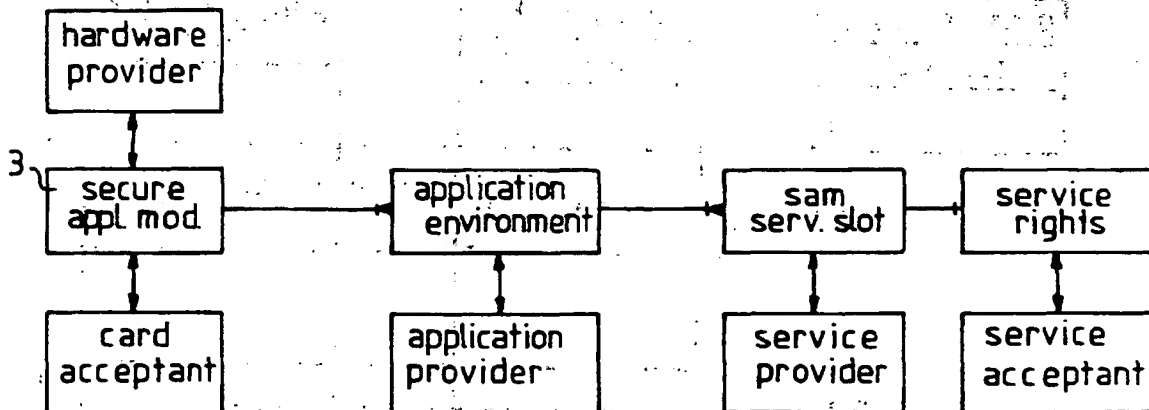 hardware
provider
3
secure
appl. mod.
application
environment
sam
serv. slot
service
rights
card
acceptant
application
provider
service
provider
service
acceptant